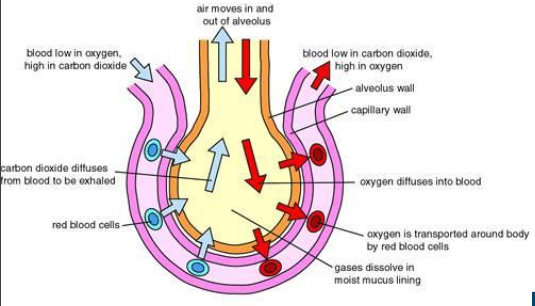 air moves in and
out of alveolus
blood low in oxygen,
high in carbon dioxide
blood low in carbon dioxide,
high in oxygen
alveolus wall
capillary wall
carbon dioxide diffuses
from blood to be exhaled
oxygen diffuses into blood
red blood cells
oxygen is transported around body
by red blood cells
gases dissolve in
moist mucus lining